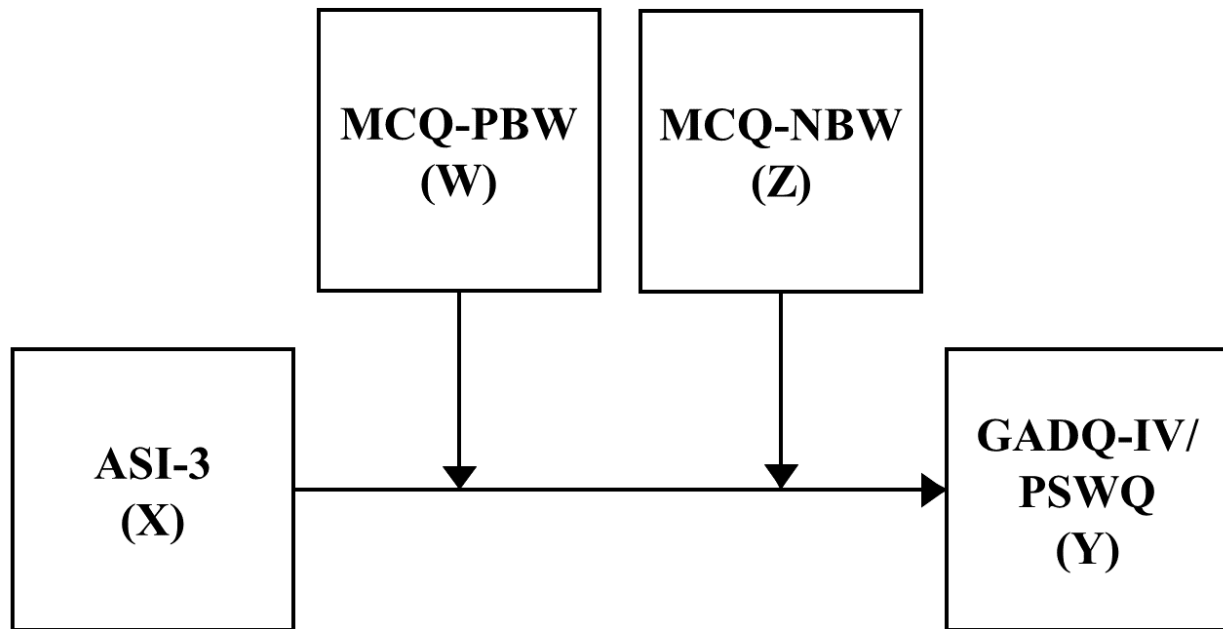 MCQ-PBW
(W)
MCQ-NBW
(Z)
ASI-3
(X)
GADQ-IV/
PSWQ
(Y)